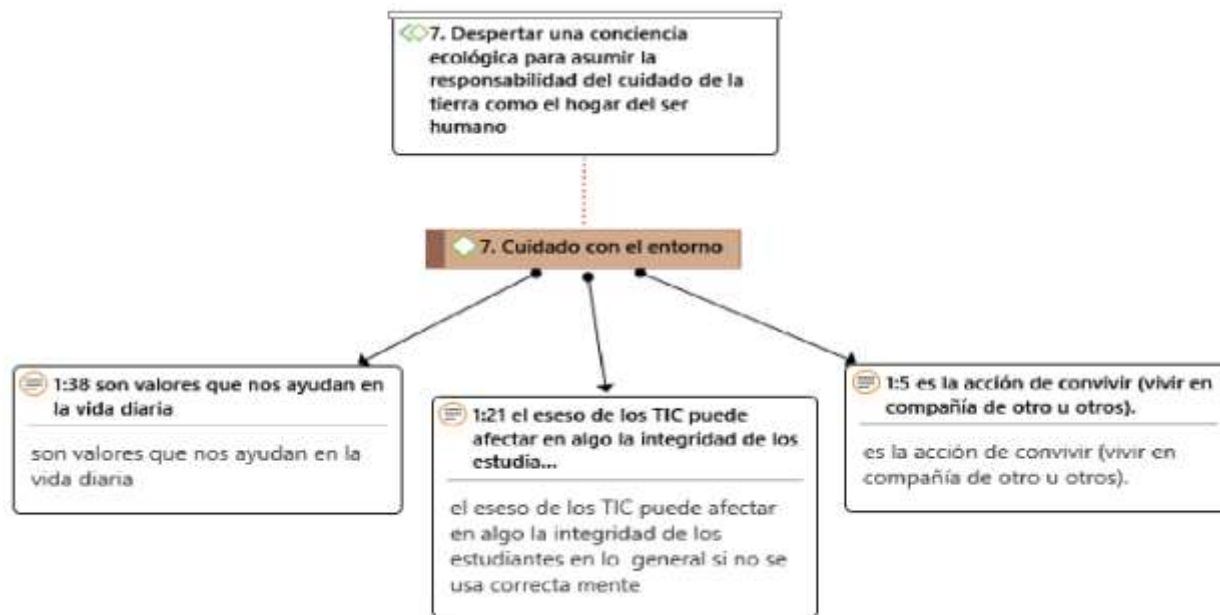 7. Despertar una conciencia
ecológica para asumir la
responsabilidad del cuidado de la
tierra como el hogar del ser
humano
7. Cuidado con el entorno
1:38 son valores que nos ayudan en
la vida diaria
son valores que nos ayudan en la
vida diaria
1:21 el eseso de los TIC puede
afectar en algo la integridad de los
estudia...
el eseso de los TIC puede afectar
en algo la integridad de los
estudiantes en lo general si no se
usa correcta mente
1:5 es la acción de convivir (vivir en
compañía de otro u otros).
es la acción de convivir (vivir en
compañía de otro u otros).